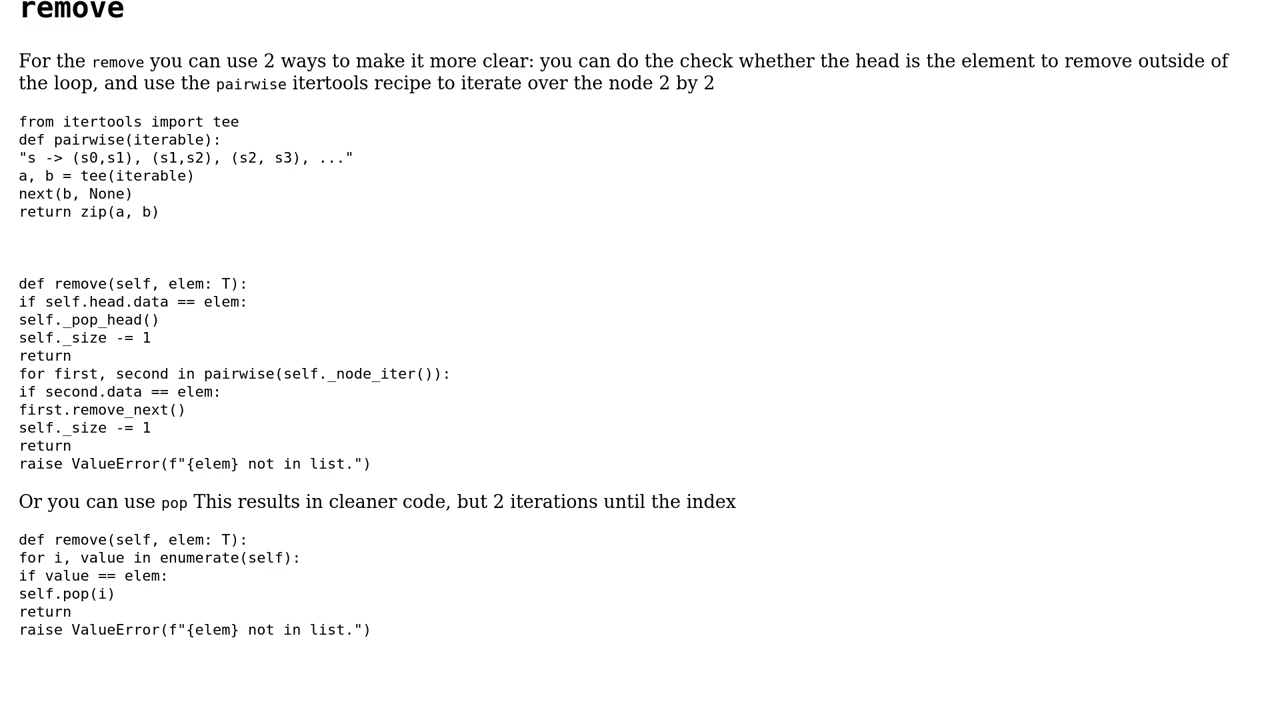 remove
For the remove you can use 2 ways to make it more clear: you can do the check whether the head is the element to remove outside of
the loop, and use the pairwise itertools recipe to iterate over the node 2 by 2
from itertools import tee
def pairwise(iterable):
"s -> (s0,s1), (s1,s2), (s2, s3), ..."
a, b = tee(iterable)
next(b, None)
return zip(a, b)
def remove(self, elem: T):
if self.head.data == elem:
self._pop_head()
self._size -= 1
return
for first, second in pairwise(self._node_iter()):
if second.data == elem:
first.remove_next()
self._size -= 1
return
raise ValueError(f"{elem} not in list.")
Or you can use pop This results in cleaner code, but 2 iterations until the index
def remove(self, elem: T):
for i, value in enumerate(self):
if value == elem:
self.pop(i)
return
raise ValueError(f"{elem} not in list.")